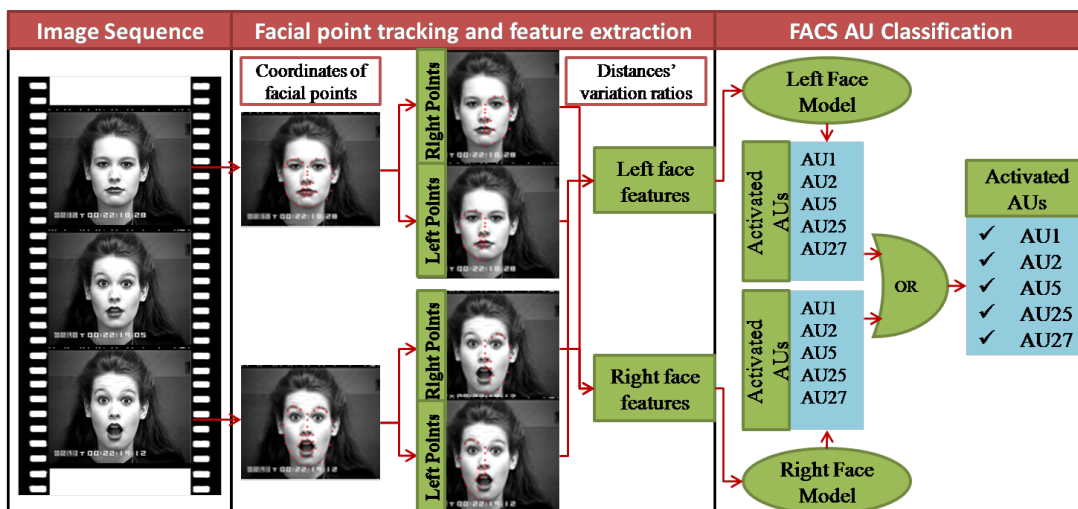 Image Sequence
Facial point tracking and feature extraction
FACS AU Classification
Coordinates of
facial points
Distances'
variation ratios
Right Points
Left Points
Right Points
Left Points
Left face
features
Right face
features
Left Face
Model
Activated
AUs
AU1
AU2
AU5
AU25
AU27
Activated
AUs
AU1
AU2
AU5
AU25
AU27
Right Face
Model
OR
Activated
AUs
✓ AU1
✓ AU2
✓ AU5
✓ AU25
✓ AU27